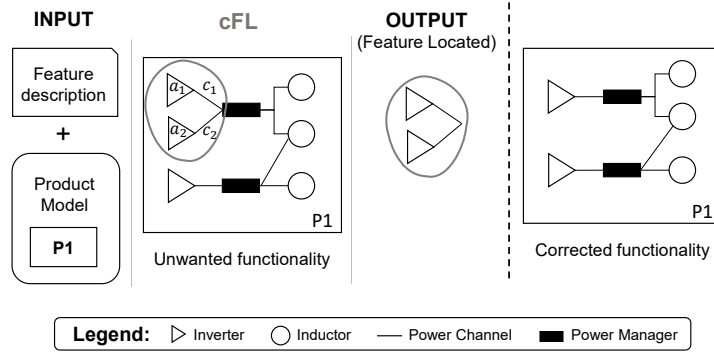 INPUT
cFL
OUTPUT
(Feature Located)
Feature
description
+
Product
Model
P1
a₁ c₁
a₂ c₂
P1
Unwanted functionality
P1
Corrected functionality
Legend: Inverter Inductor Power Channel Power Manager